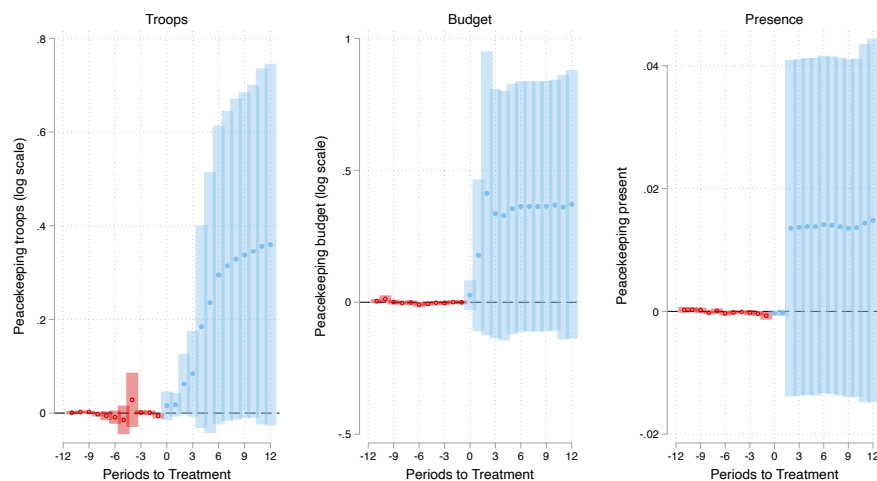 Troops
Peacekeeping troops (log scale)
.8
.6
.4
.2
0
-12 -9 -6 -3 0 3 6 9 12
Periods to Treatment
Budget
Peacekeeping budget (log scale)
1
.5
0
-.5
-12 -9 -6 -3 0 3 6 9 12
Periods to Treatment
Presence
Peacekeeping present
.04
.02
0
-.02
-12 -9 -6 -3 0 3 6 9 12
Periods to Treatment